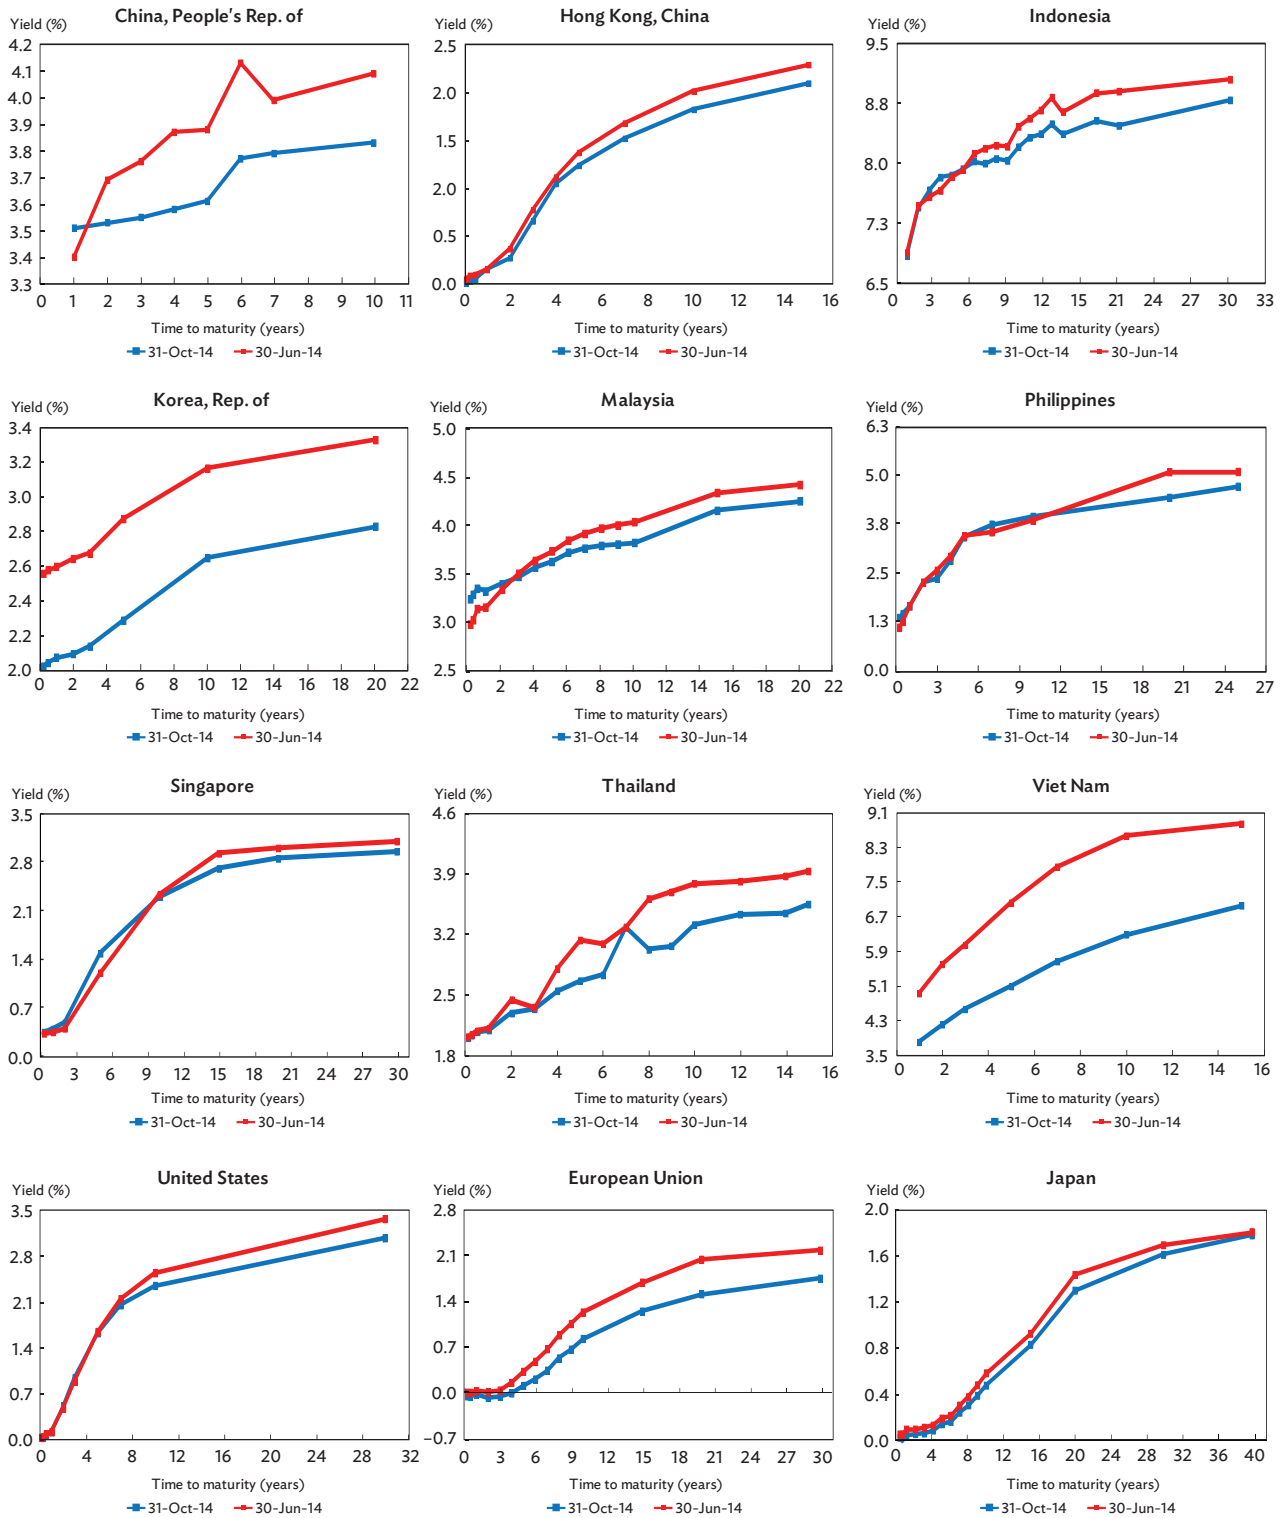 China, People's Rep. of
Yield (%)
4.2
4.1
4.0
3.9
3.8
3.7
3.6
3.5
3.4
3.3
0 1 2 3 4 5 6 7 8 9 10 11
Time to maturity (years)
31-Oct-14 30-Jun-14
Hong Kong, China
Yield (%)
2.5
2.0
1.5
2.0
0.5
0.0
0 2 4 6 8 10 12 14 16
Time to maturity (years)
31-Oct-14 30-Jun-14
Indonesia
Yield (%)
9.5
8.8
8.0
7.3
6.5
0 3 6 9 12 15 18 21 24 27 30 33
Time to maturity (years)
31-Oct-14 30-Jun-14
Korea, Rep. of
Yield (%)
3.4
3.2
3.0
2.8
2.6
2.4
2.2
2.0
0 2 4 6 8 10 12 14 16 18 20 22
Time to maturity (years)
31-Oct-14 30-Jun-14
Malaysia
Yield (%)
5.0
4.5
4.0
3.5
3.0
2.5
0 2 4 6 8 10 12 14 16 18 20 22
Time to maturity (years)
31-Oct-14 30-Jun-14
Philippines
Yield (%)
6.3
5.0
3.8
2.5
1.3
0.0
0 3 6 9 12 15 18 21 24 27
Time to maturity (years)
31-Oct-14 30-Jun-14
Singapore
Yield (%)
3.5
2.8
2.1
1.4
0.7
0.0
0 3 6 9 12 15 18 21 24 27 30
Time to maturity (years)
31-Oct-14 30-Jun-14
Thailand
Yield (%)
4.6
3.9
3.2
2.5
1.8
0 2 4 6 8 10 12 14 16
Time to maturity (years)
31-Oct-14 30-Jun-14
Viet Nam
Yield (%)
9.1
8.3
7.5
6.7
5.9
5.1
4.3
3.5
0 2 4 6 8 10 12 14 16
Time to maturity (years)
31-Oct-14 30-Jun-14
United States
Yield (%)
3.5
2.8
2.1
1.4
0.7
0.0
0 4 8 12 16 20 24 28 32
Time to maturity (years)
31-Oct-14 30-Jun-14
European Union
Yield (%)
2.8
2.1
1.4
0.7
0.0
−0.7
0 3 6 9 12 15 18 21 24 27 30
Time to maturity (years)
31-Oct-14 30-Jun-14
Japan
Yield (%)
2.0
1.6
1.2
0.8
0.4
0.0
0 4 8 12 16 20 24 28 32 36 40
Time to maturity (years)
31-Oct-14 30-Jun-14